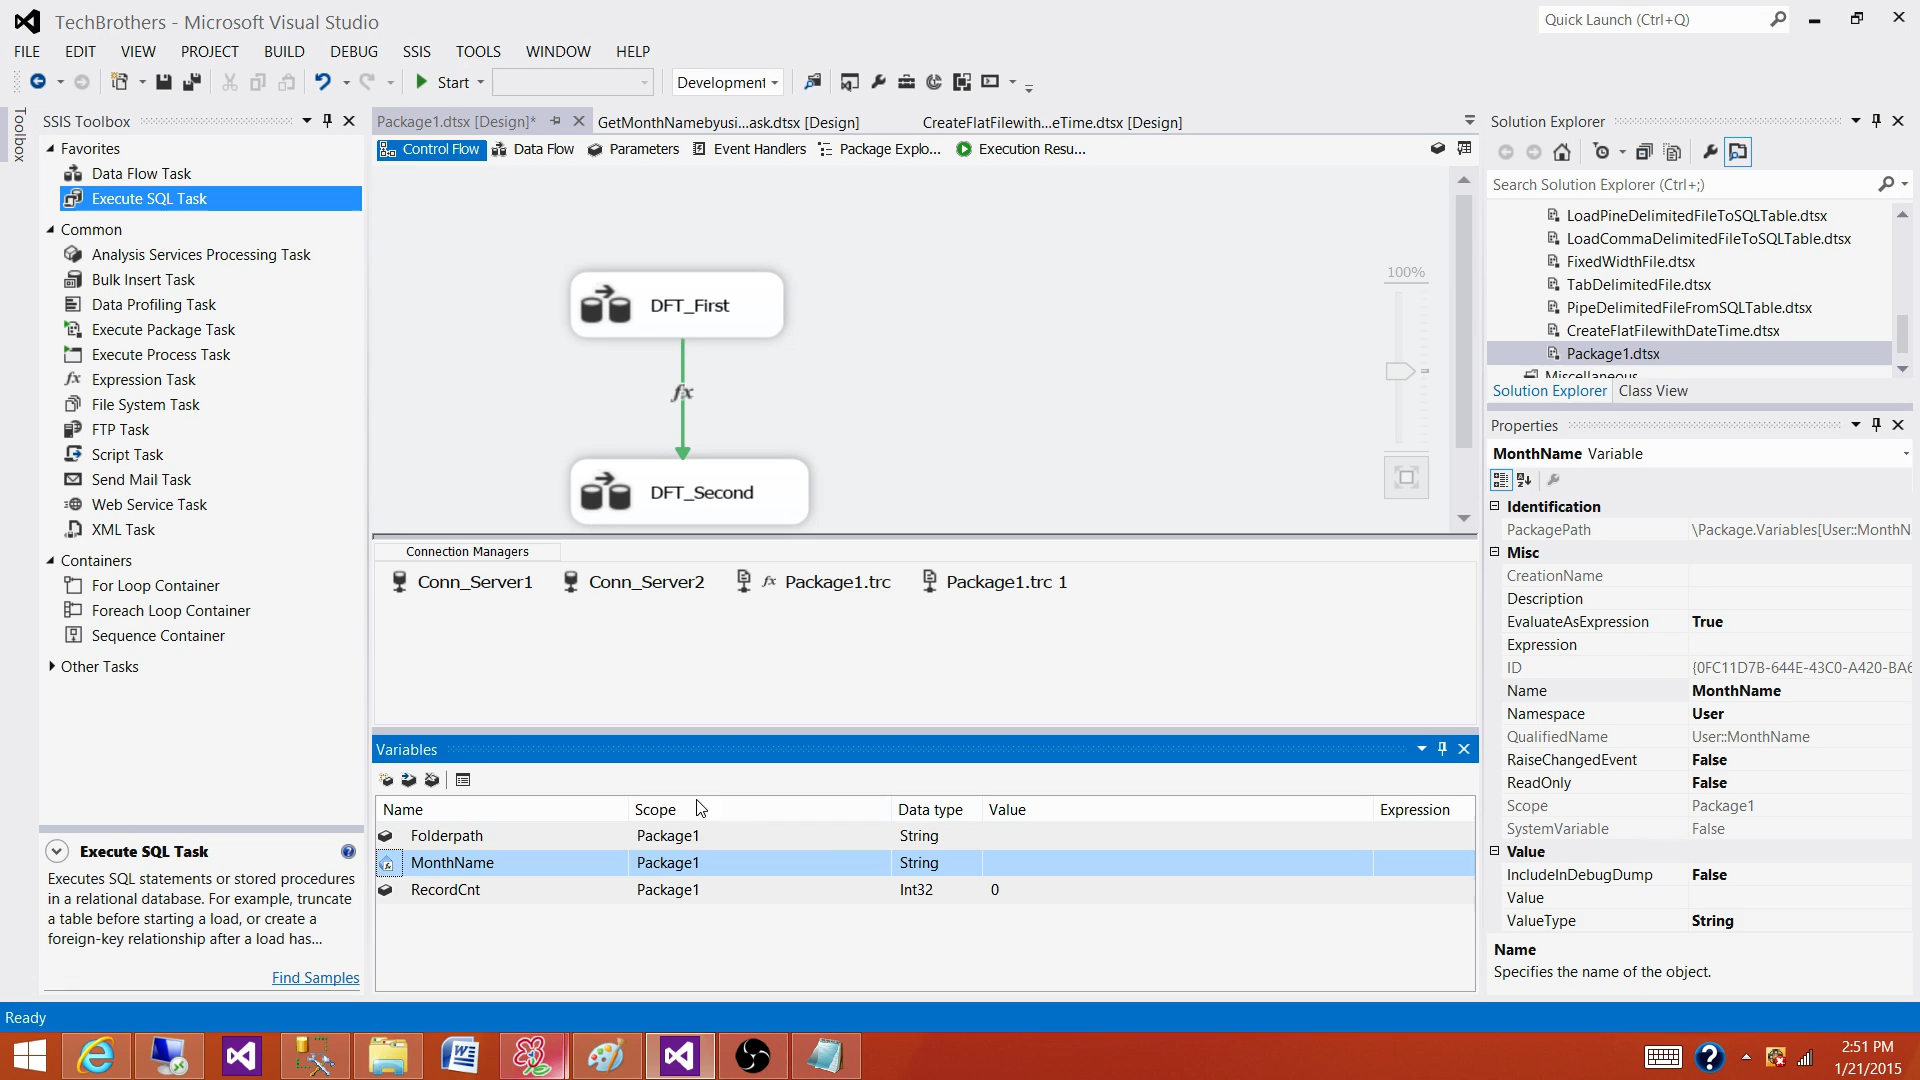 TechBrothers - Microsoft Visual Studio
Quick Launch (Ctrl+Q)
FILE EDIT VIEW PROJECT BUILD DEBUG SSIS TOOLS WINDOW HELP
Start
Development
Toolbox
SSIS Toolbox
Favorites
Data Flow Task
Execute SQL Task
Common
Analysis Services Processing Task
Bulk Insert Task
Data Profiling Task
Execute Package Task
Execute Process Task
Expression Task
File System Task
FTP Task
Script Task
Send Mail Task
Web Service Task
XML Task
Containers
For Loop Container
Foreach Loop Container
Sequence Container
Other Tasks
Execute SQL Task
Executes SQL statements or stored procedures
in a relational database. For example, truncate
a table before starting a load, or create a
foreign-key relationship after a load has...
Find Samples
Package1.dtsx [Design]* GetMonthNamebyusi...ask.dtsx [Design] CreateFlatFilewith...eTime.dtsx [Design]
Control Flow Data Flow Parameters Event Handlers Package Explo... Execution Resu...
100%
DFT_First
fx
DFT_Second
Connection Managers
Conn_Server1 Conn_Server2 fx Package1.trc Package1.trc 1
Variables
Name Scope Data type Value Expression
Folderpath Package1 String
MonthName Package1 String
RecordCnt Package1 Int32 0
Solution Explorer
Search Solution Explorer (Ctrl+;)
LoadPineDelimitedFileToSQLTable.dtsx
LoadCommaDelimitedFileToSQLTable.dtsx
FixedWidthFile.dtsx
TabDelimitedFile.dtsx
PipeDelimitedFileFromSQLTable.dtsx
CreateFlatFilewithDateTime.dtsx
Package1.dtsx
Miscellaneous
Solution Explorer Class View
Properties
MonthName Variable
Identification
PackagePath \Package.Variables[User::MonthN
Misc
CreationName
Description
EvaluateAsExpression True
Expression
ID {0FC11D7B-644E-43C0-A420-BA6
Name MonthName
Namespace User
QualifiedName User::MonthName
RaiseChangedEvent False
ReadOnly False
Scope Package1
SystemVariable False
Value
IncludeInDebugDump False
Value
ValueType String
Name
Specifies the name of the object.
Ready
2:51 PM
1/21/2015